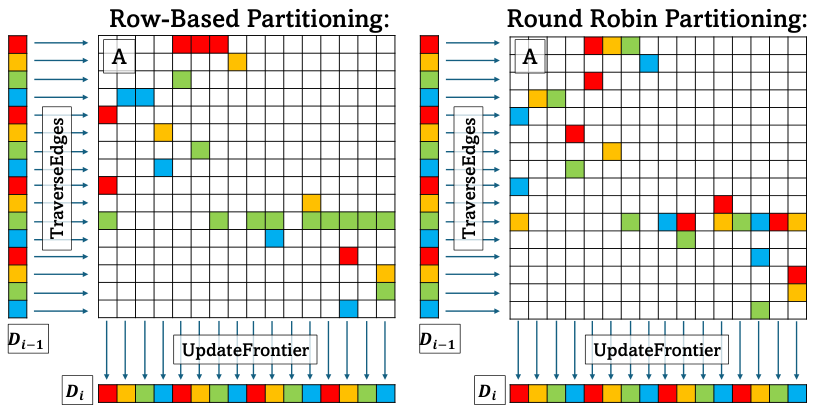 Row-Based Partitioning:
A
TraverseEdges
D_{i-1}
UpdateFrontier
D_i
Round Robin Partitioning:
A
TraverseEdges
D_{i-1}
UpdateFrontier
D_i